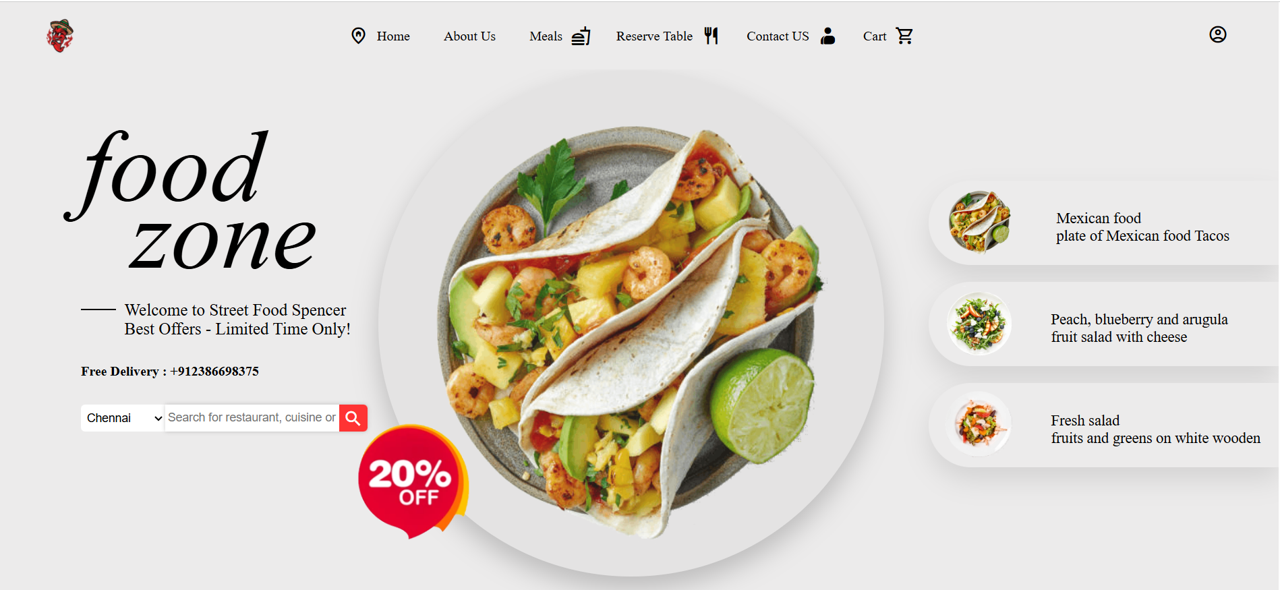 Home
About Us
Meals
Reserve Table
Contact US
Cart
food
zone
Welcome to Street Food Spencer
Best Offers - Limited Time Only!
Free Delivery : +912386698375
Chennai
Search for restaurant, cuisine or
20%
OFF
Mexican food
plate of Mexican food Tacos
Peach, blueberry and arugula
fruit salad with cheese
Fresh salad
fruits and greens on white wooden